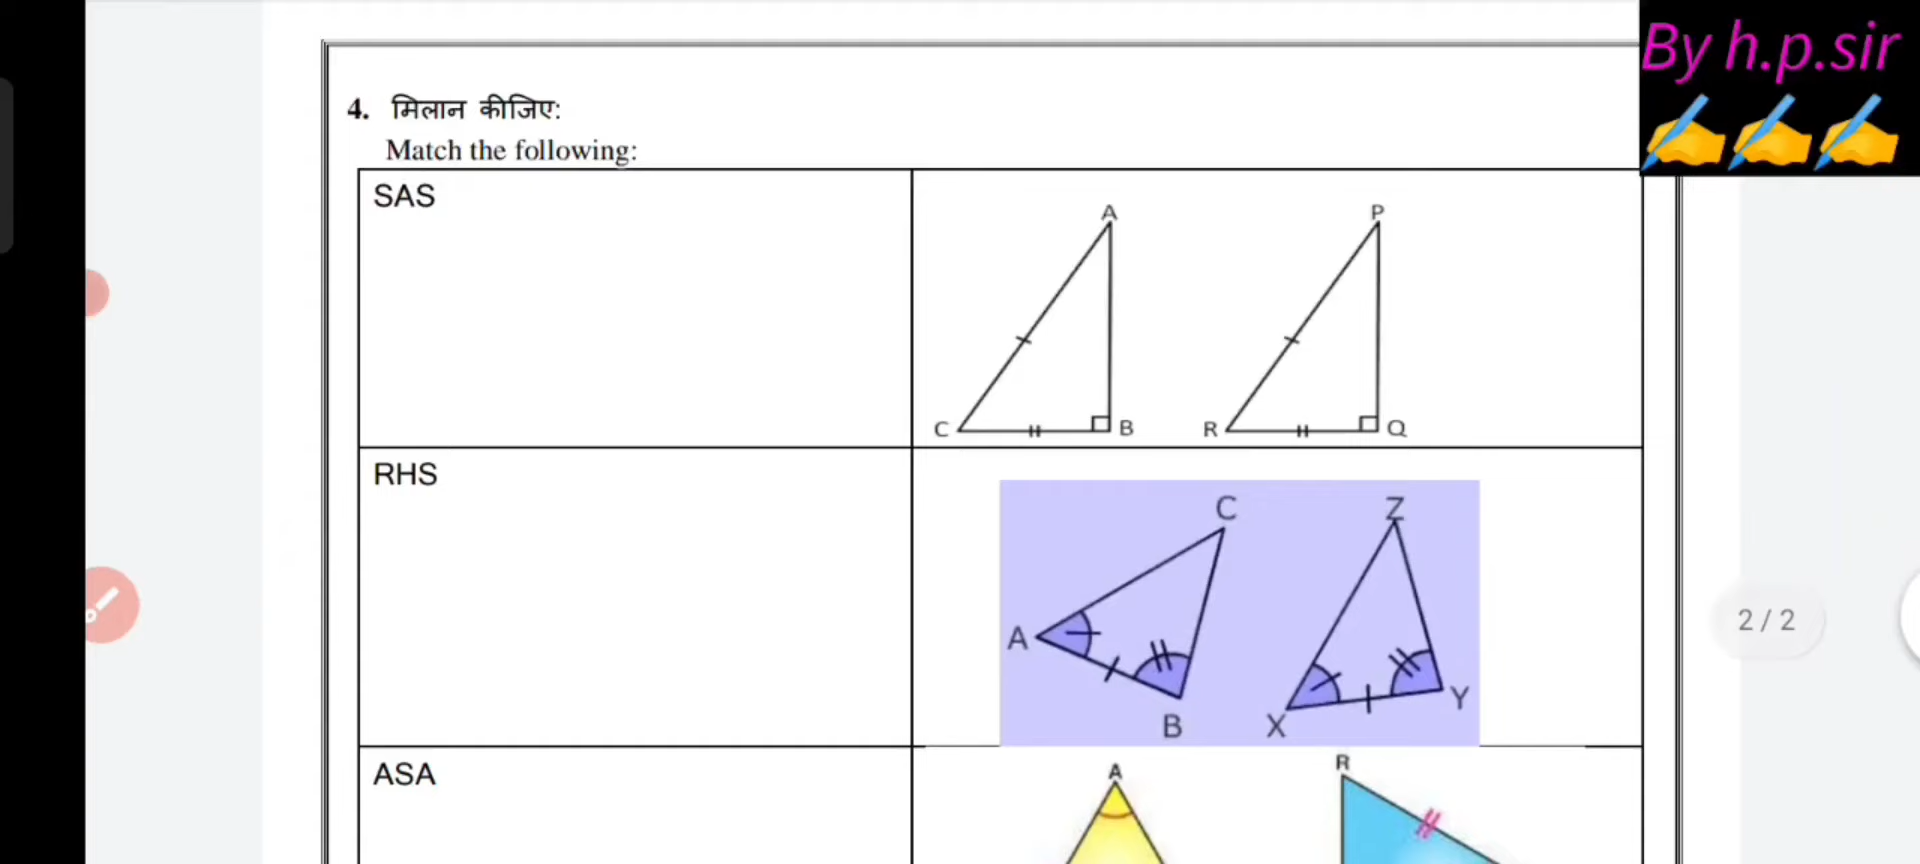 By h.p.sir
4. मिलान कीजिए:
Match the following:
SAS
A
P
C
B
R
Q
RHS
C
Z
A
B
X
Y
2 / 2
ASA
A
R